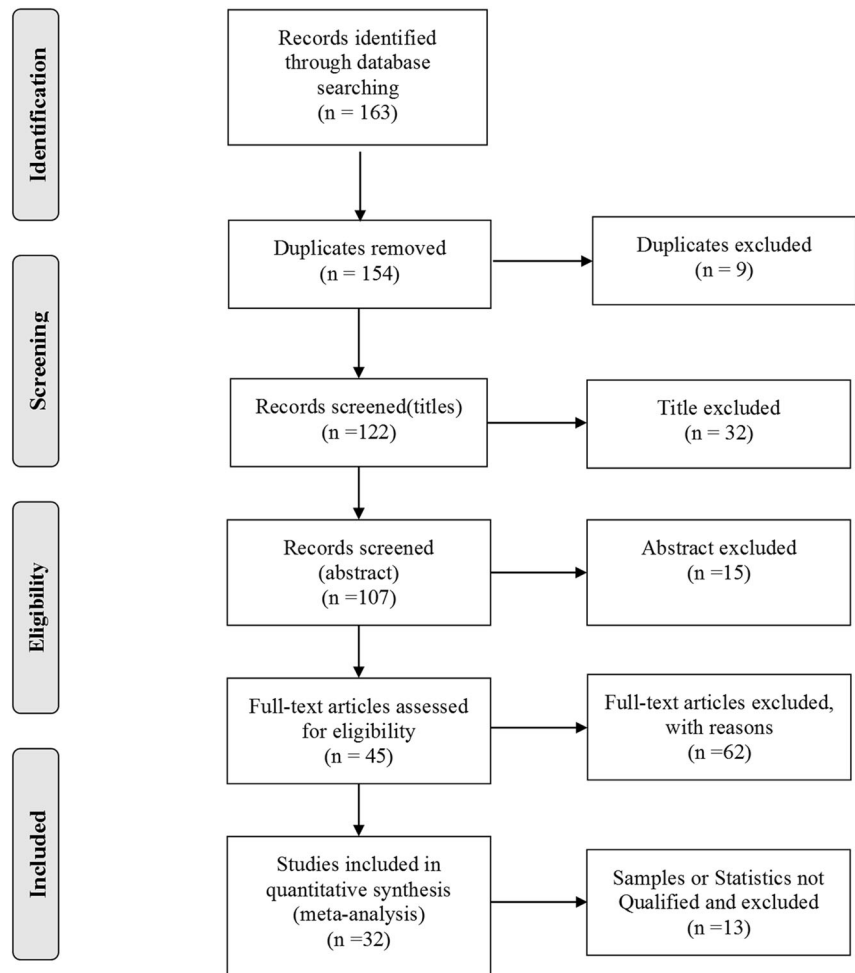 Identification
Records identified
through database
searching
(n = 163)
Duplicates removed
(n = 154)
Duplicates excluded
(n = 9)
Screening
Records screened(titles)
(n =122)
Title excluded
(n = 32)
Eligibility
Records screened
(abstract)
(n =107)
Abstract excluded
(n =15)
Full-text articles assessed
for eligibility
(n = 45)
Full-text articles excluded,
with reasons
(n =62)
Included
Studies included in
quantitative synthesis
(meta-analysis)
(n =32)
Samples or Statistics not
Qualified and excluded
(n =13)